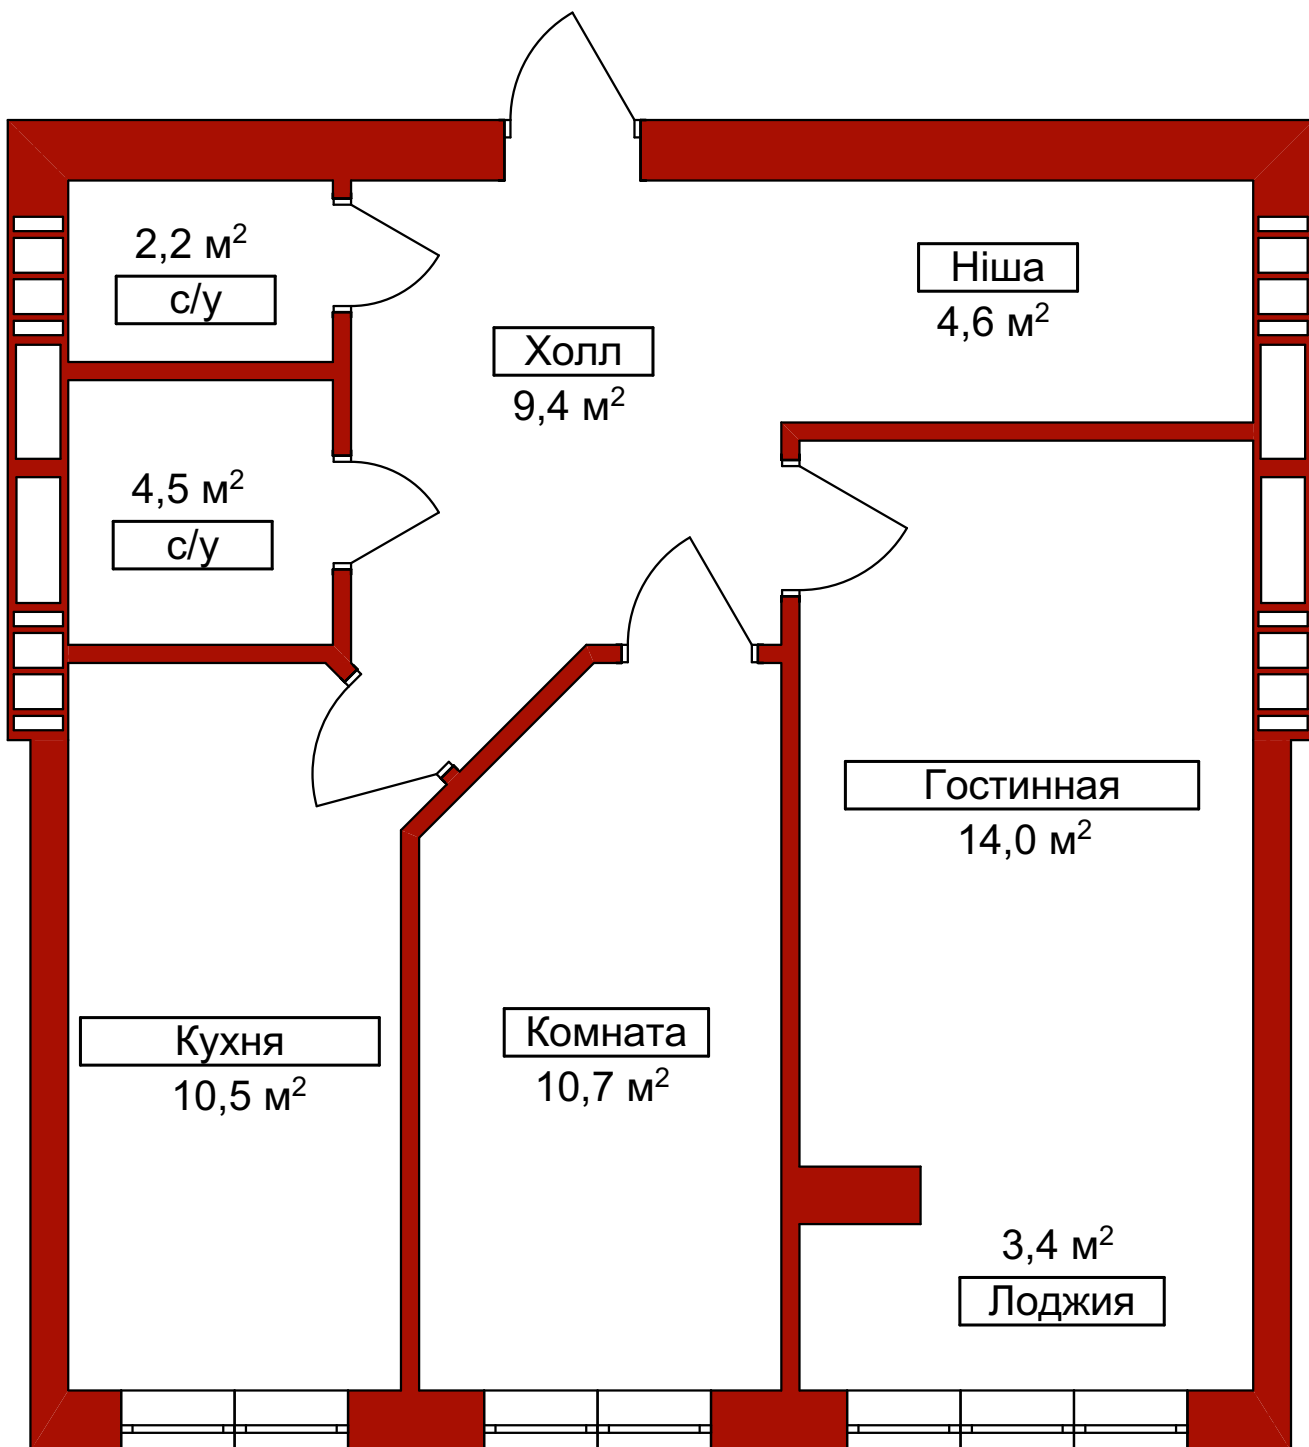 2,2 м²
с/у
Ніша
4,6 м²
Холл
9,4 м²
4,5 м²
с/у
Гостинная
14,0 м²
Кухня
10,5 м²
Комната
10,7 м²
3,4 м²
Лоджия